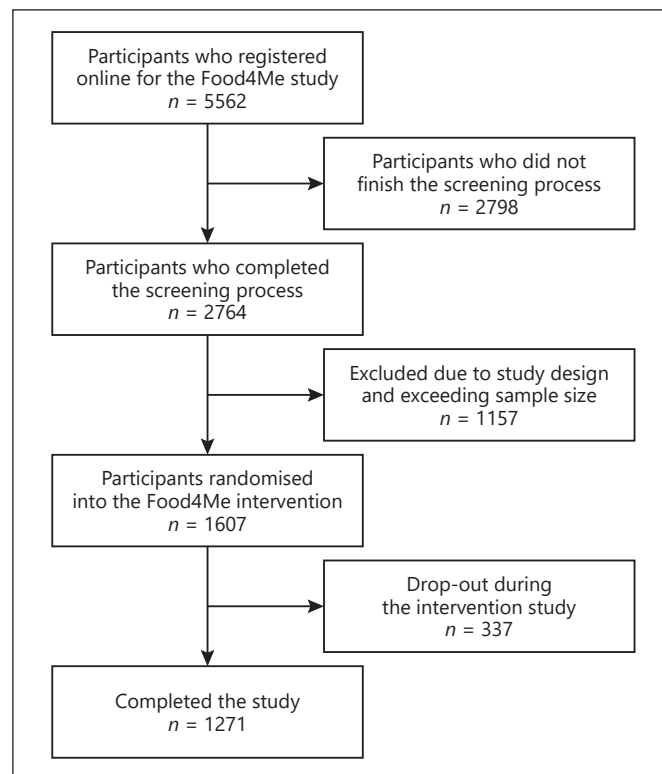 Participants who registered
online for the Food4Me study
n = 5562
Participants who did not
finish the screening process
n = 2798
Participants who completed
the screening process
n = 2764
Excluded due to study design
and exceeding sample size
n = 1157
Participants randomised
into the Food4Me intervention
n = 1607
Drop-out during
the intervention study
n = 337
Completed the study
n = 1271